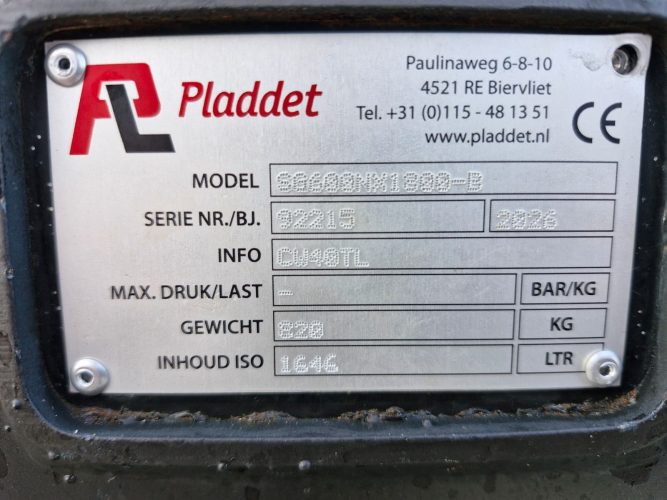 PL Pladdet
Paulinaweg 6-8-10
4521 RE Biervliet
Tel. +31 (0)115 - 48 13 51
www.pladdet.nl
CE
MODEL SG600NM1800-B
SERIE NR./BJ. 92215 2026
INFO CW40TL
MAX. DRUK/LAST - BAR/KG
GEWICHT 820 KG
INHOUD ISO 1646 LTR